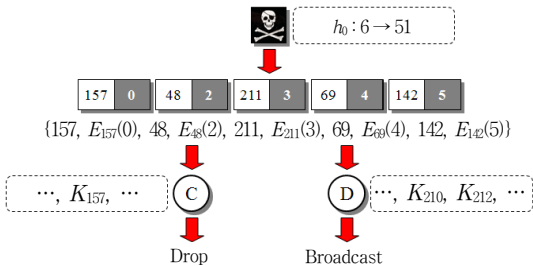 h₀ : 6 → 51
157 0 48 2 211 3 69 4 142 5
{157, E₁₅₇(0), 48, E₄₈(2), 211, E₂₁₁(3), 69, E₆₉(4), 142, E₁₄₂(5)}
⋯, K₁₅₇, ⋯ C D ⋯, K₂₁₀, K₂₁₂, ⋯
Drop Broadcast